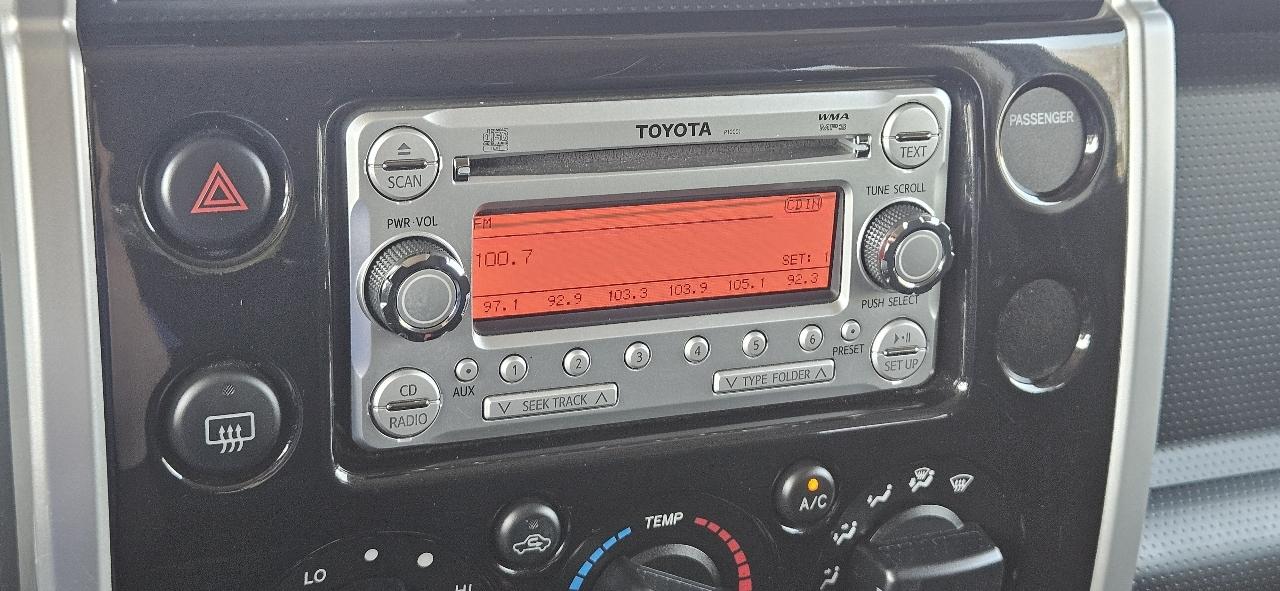 TOYOTA
WMA
MP3
SCAN
TEXT
PASSENGER
PWR·VOL
TUNE SCROLL
FM
CD IN
100.7
SET: 1
97.1 92.9 103.3 103.9 105.1 92.3
PUSH SELECT
1 2 3 4 5 6
PRESET
AUX
SEEK TRACK
TYPE FOLDER
SET UP
CD
RADIO
A/C
TEMP
LO
HI